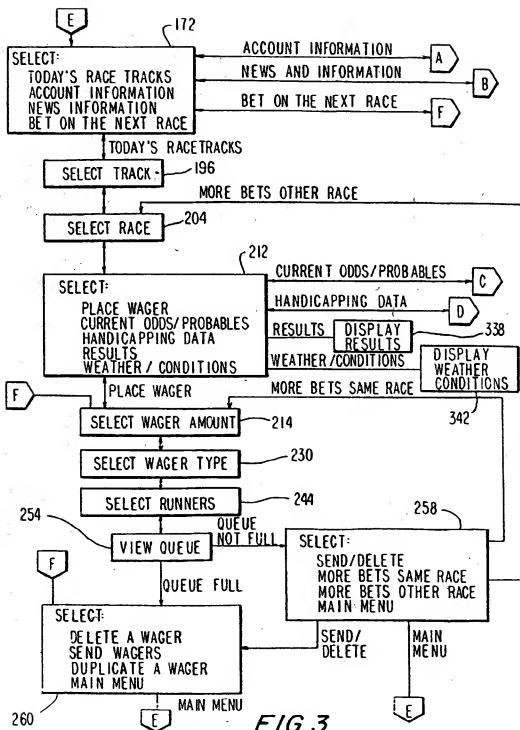 E
172
SELECT:
TODAY'S RACE TRACKS
ACCOUNT INFORMATION
NEWS INFORMATION
BET ON THE NEXT RACE
ACCOUNT INFORMATION
A
NEWS AND INFORMATION
B
BET ON THE NEXT RACE
F
TODAY'S RACETRACKS
SELECT TRACK
196
MORE BETS OTHER RACE
SELECT RACE
204
212
SELECT:
PLACE WAGER
CURRENT ODDS/PROBABLES
HANDICAPPING DATA
RESULTS
WEATHER / CONDITIONS
CURRENT ODDS/PROBABLES
C
HANDICAPPING DATA
D
RESULTS
DISPLAY
RESULTS
338
WEATHER/CONDITIONS
DISPLAY
WEATHER
CONDITIONS
342
PLACE WAGER
MORE BETS SAME RACE
F
SELECT WAGER AMOUNT
214
SELECT WAGER TYPE
230
SELECT RUNNERS
244
254
VIEW QUEUE
QUEUE
NOT FULL
258
SELECT:
SEND/DELETE
MORE BETS SAME RACE
MORE BETS OTHER RACE
MAIN MENU
F
QUEUE FULL
SELECT:
DELETE A WAGER
SEND WAGERS
DUPLICATE A WAGER
MAIN MENU
SEND/
DELETE
MAIN
MENU
260
MAIN MENU
E
E
FIG.3